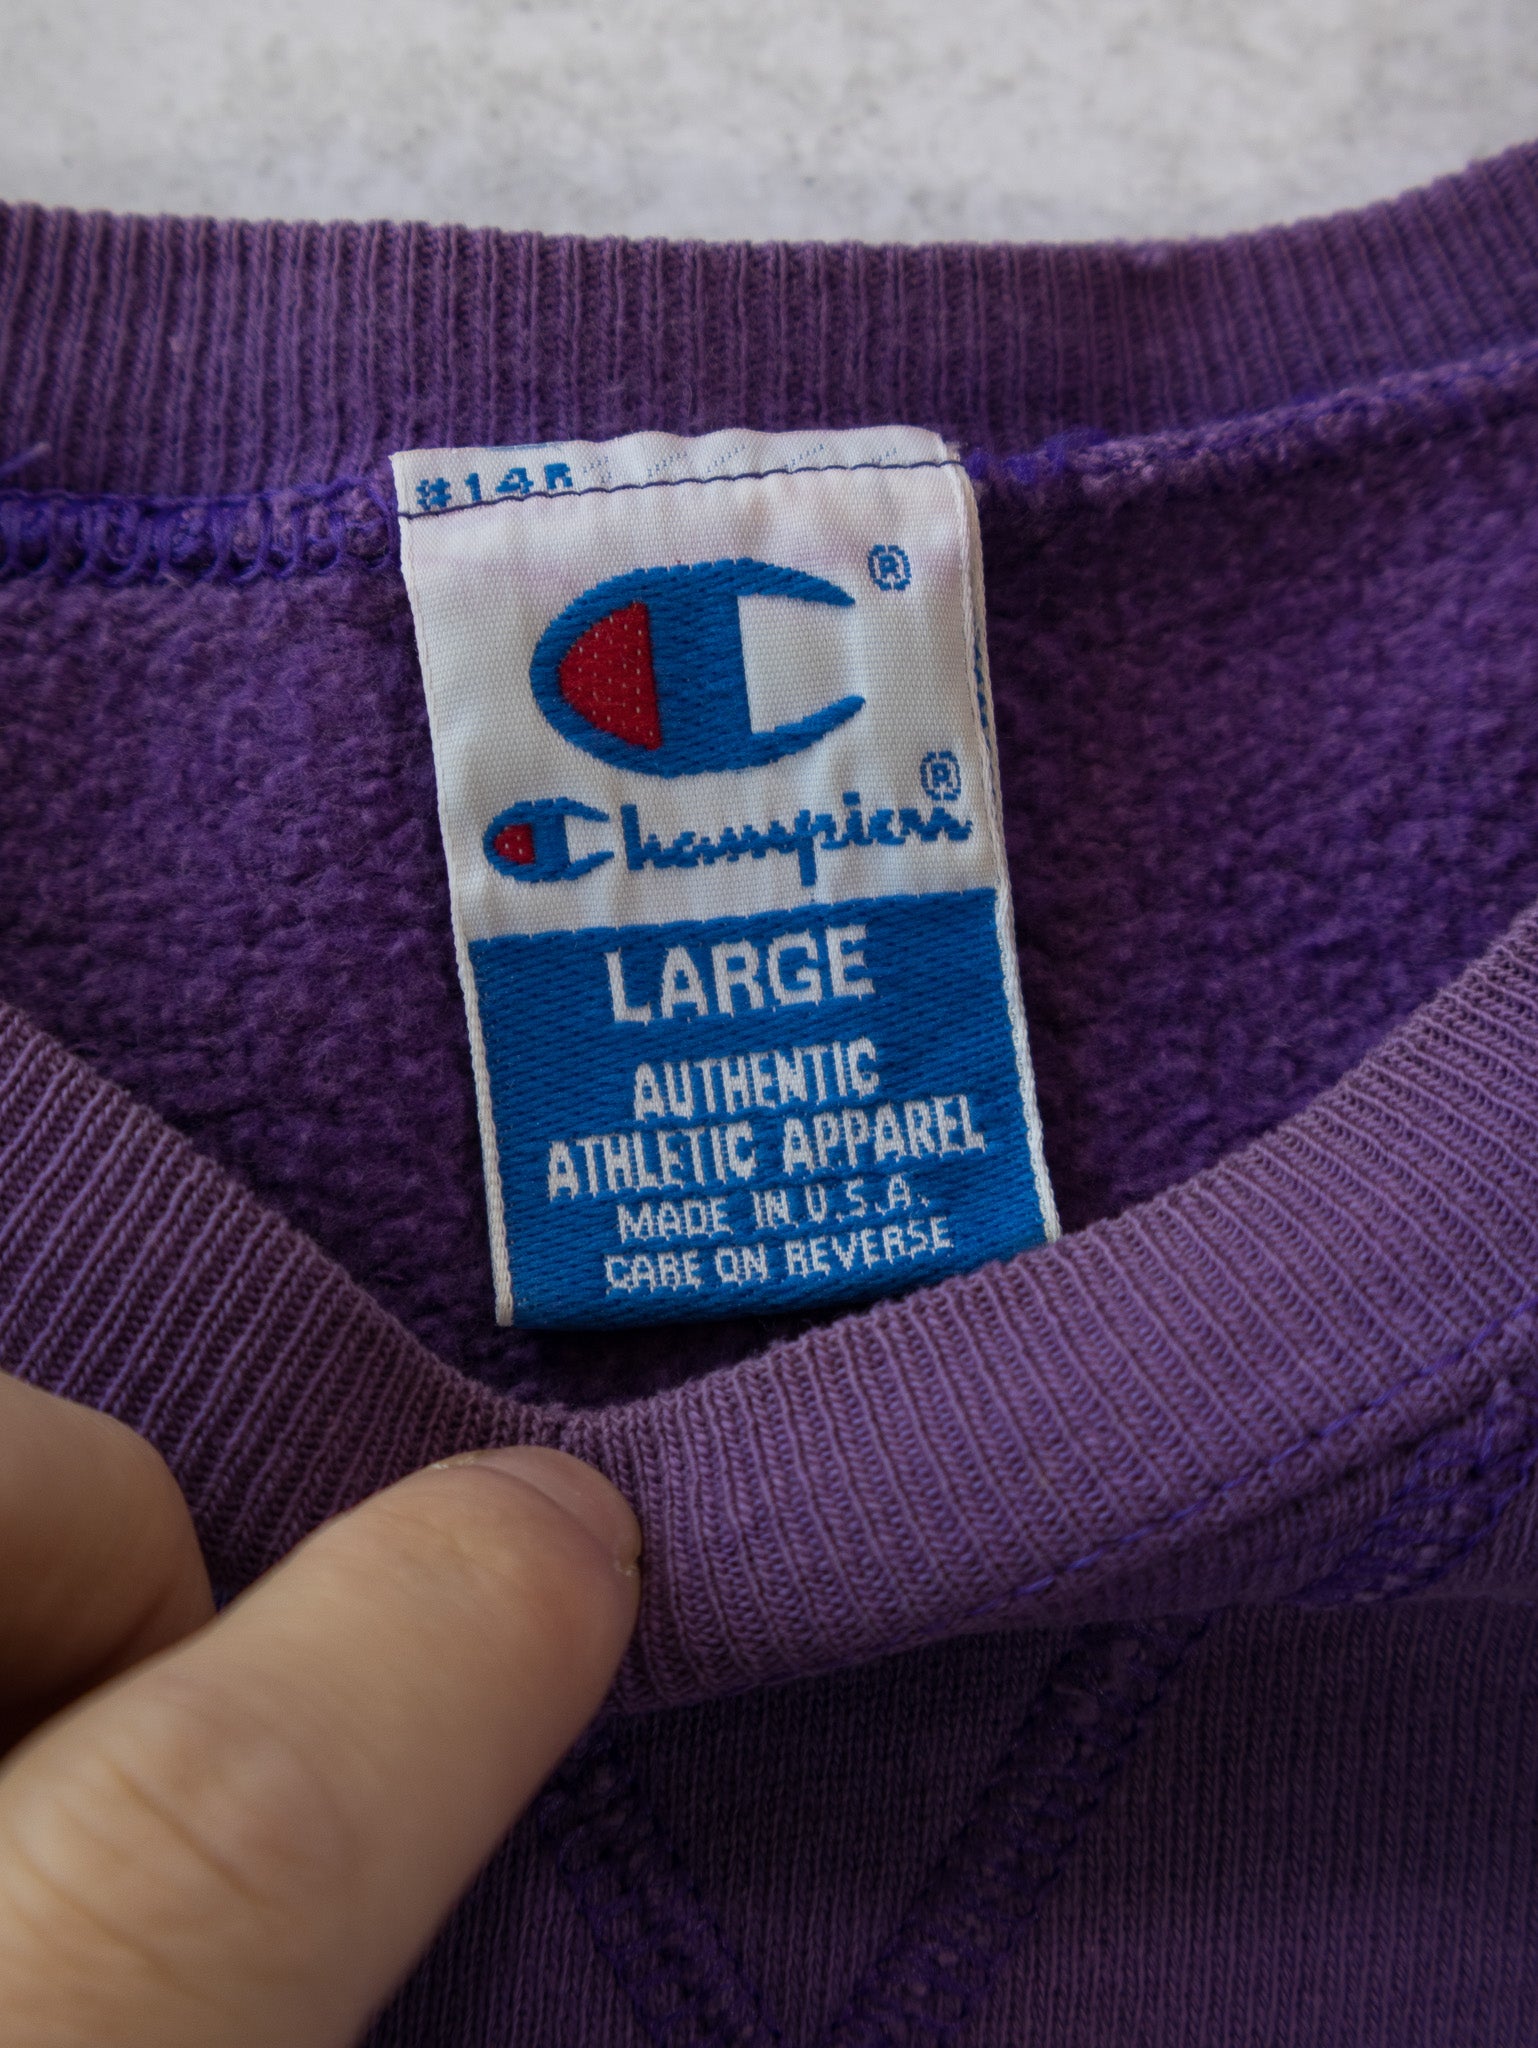 #14R
®
Champion®
LARGE
AUTHENTIC
ATHLETIC APPAREL
MADE IN U.S.A.
CARE ON REVERSE